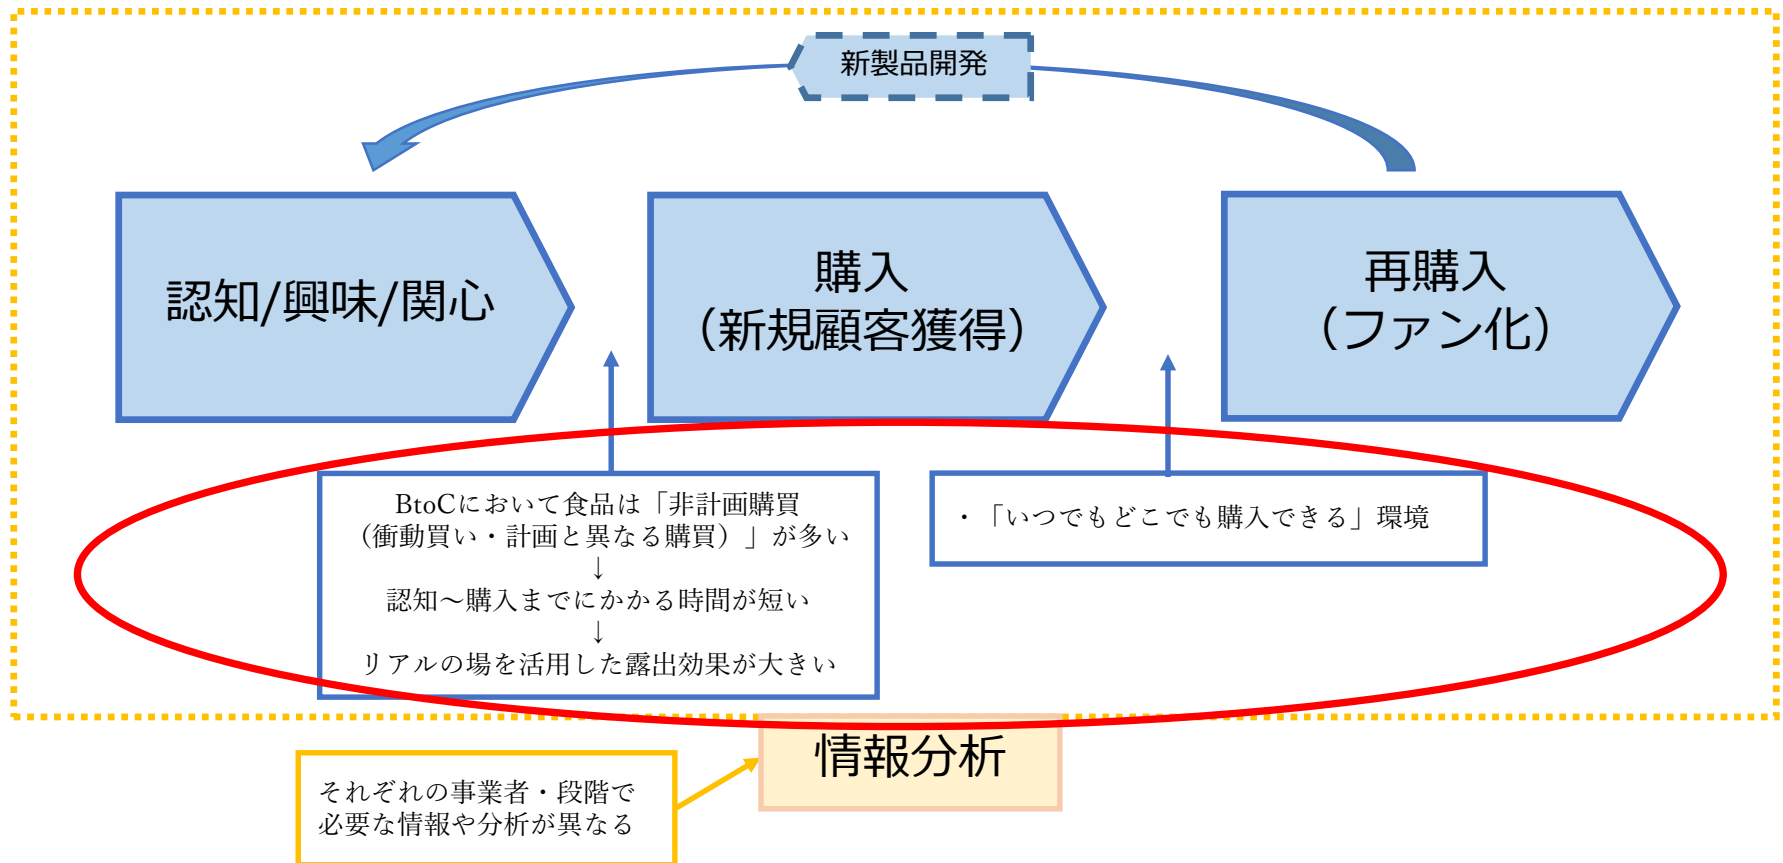 新製品開発
認知/興味/関心
購入
（新規顧客獲得）
再購入
（ファン化）
BtoCにおいて食品は「非計画購買
（衝動買い・計画と異なる購買）」が多い
↓
認知～購入までにかかる時間が短い
↓
リアルの場を活用した露出効果が大きい
・「いつでもどこでも購入できる」環境
情報分析
それぞれの事業者・段階で
必要な情報や分析が異なる